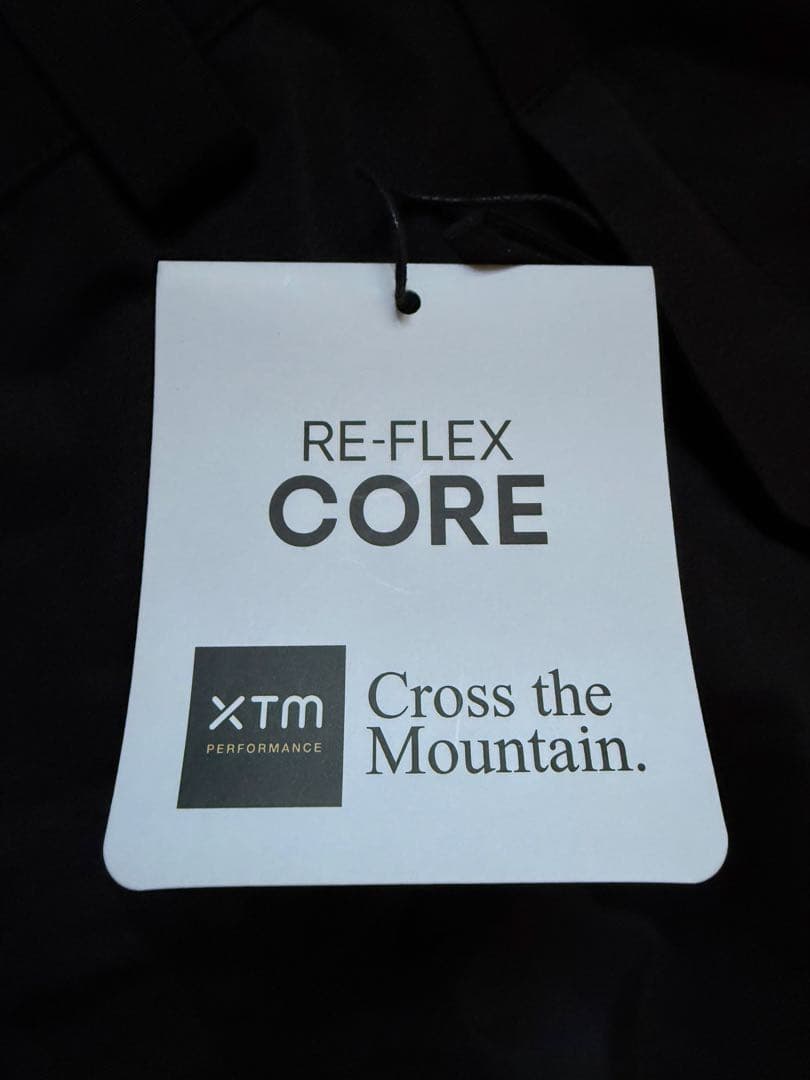 RE-FLEX
CORE
XTM
PERFORMANCE
Cross the
Mountain.